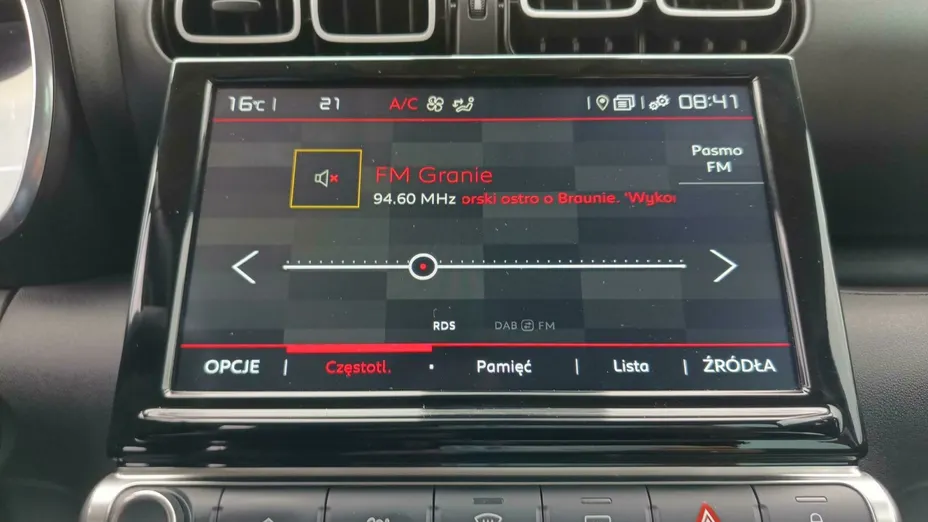 16°C 21 A/C 08:41
Pasmo
FM
FM Granie
94.60 MHz orski ostro o Braunie. "Wykor
RDS DAB FM
OPCJE Częstotl. Pamięć Lista ŹRÓDŁA